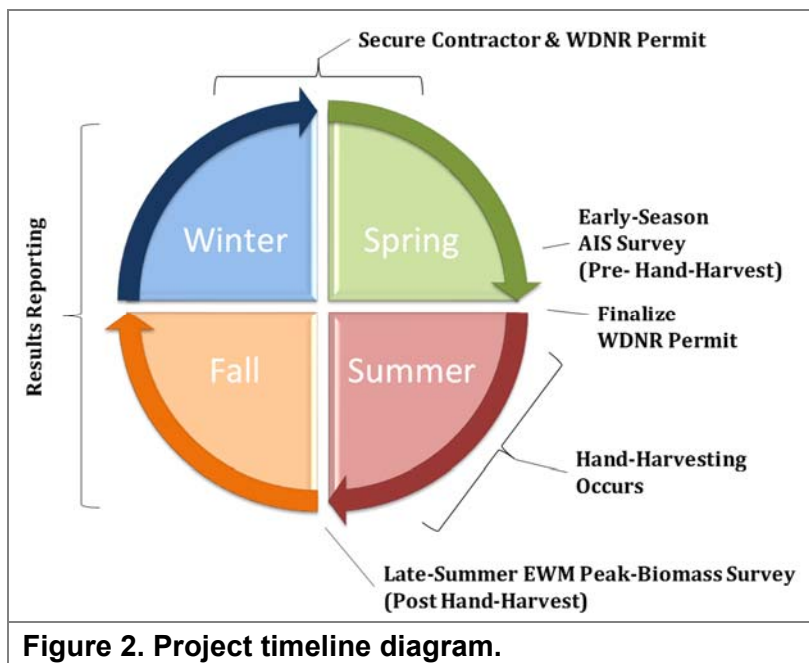 Secure Contractor & WDNR Permit
Winter
Spring
Early-Season
AIS Survey
(Pre- Hand-Harvest)
Finalize
WDNR Permit
Results Reporting
Fall
Summer
Hand-Harvesting
Occurs
Late-Summer EWM Peak-Biomass Survey
(Post Hand-Harvest)
Figure 2. Project timeline diagram.